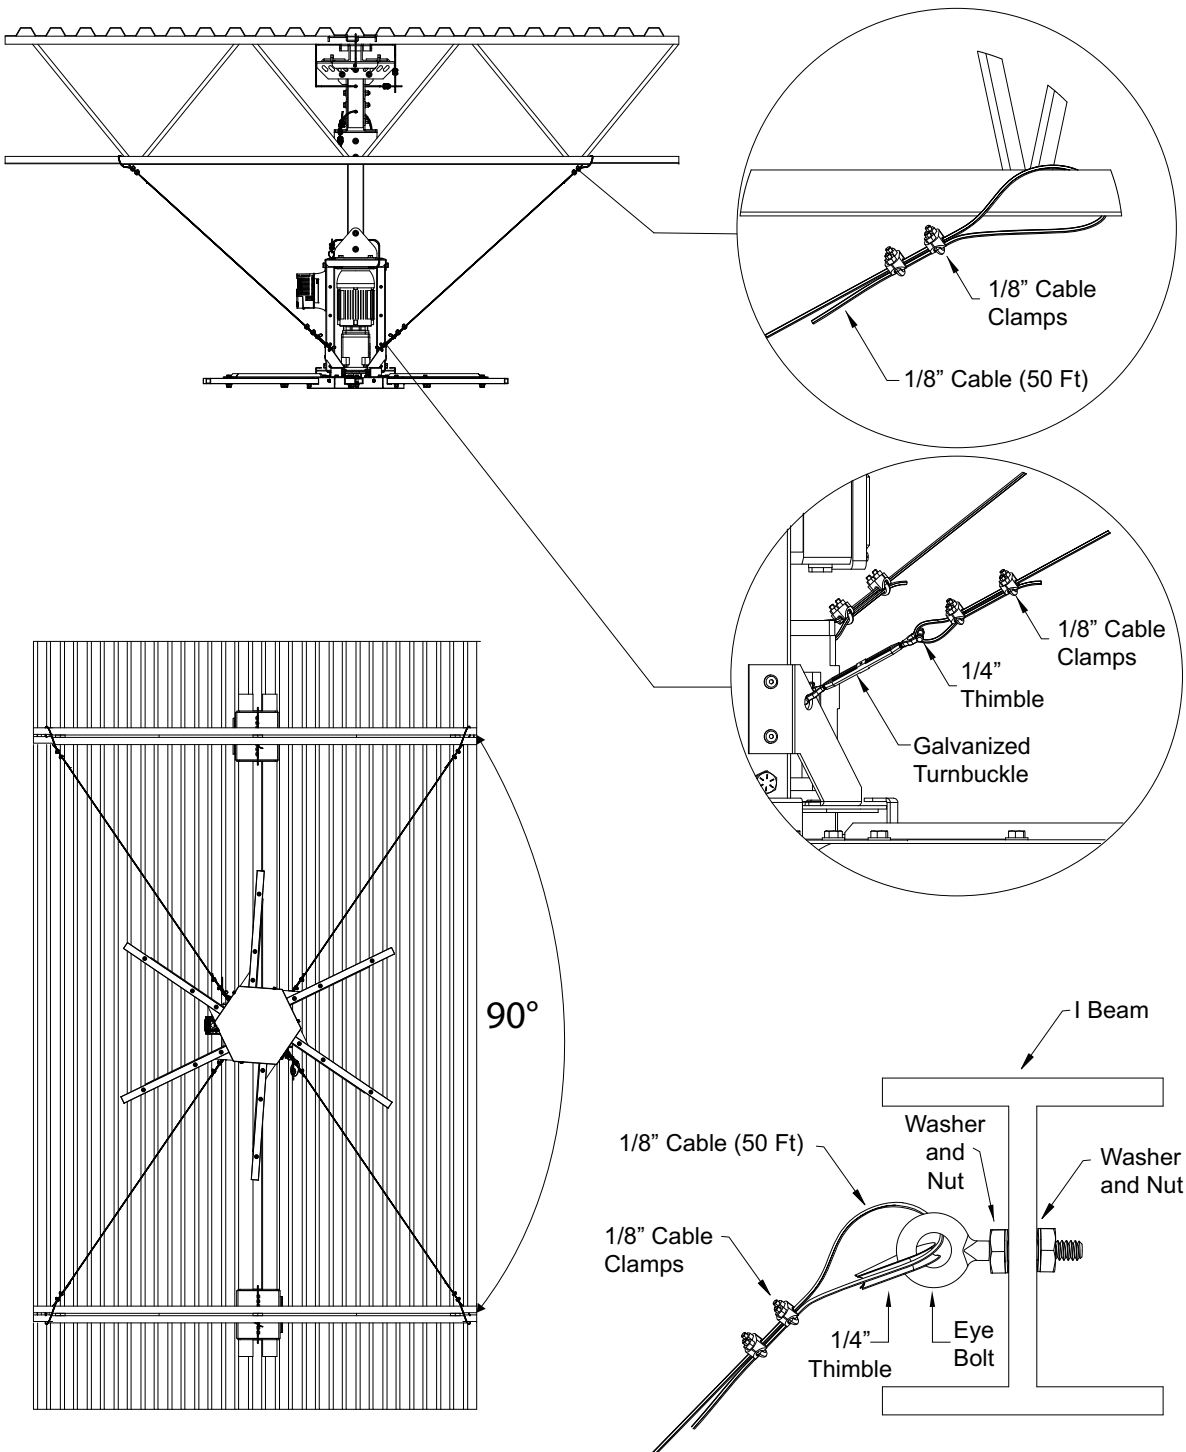 1/8” Cable
Clamps
1/8” Cable (50 Ft)
1/8” Cable
Clamps
1/4”
Thimble
Galvanized
Turnbuckle
90°
I Beam
Washer
and
Nut
Washer
and Nut
1/8” Cable (50 Ft)
1/8” Cable
Clamps
1/4”
Thimble
Eye
Bolt